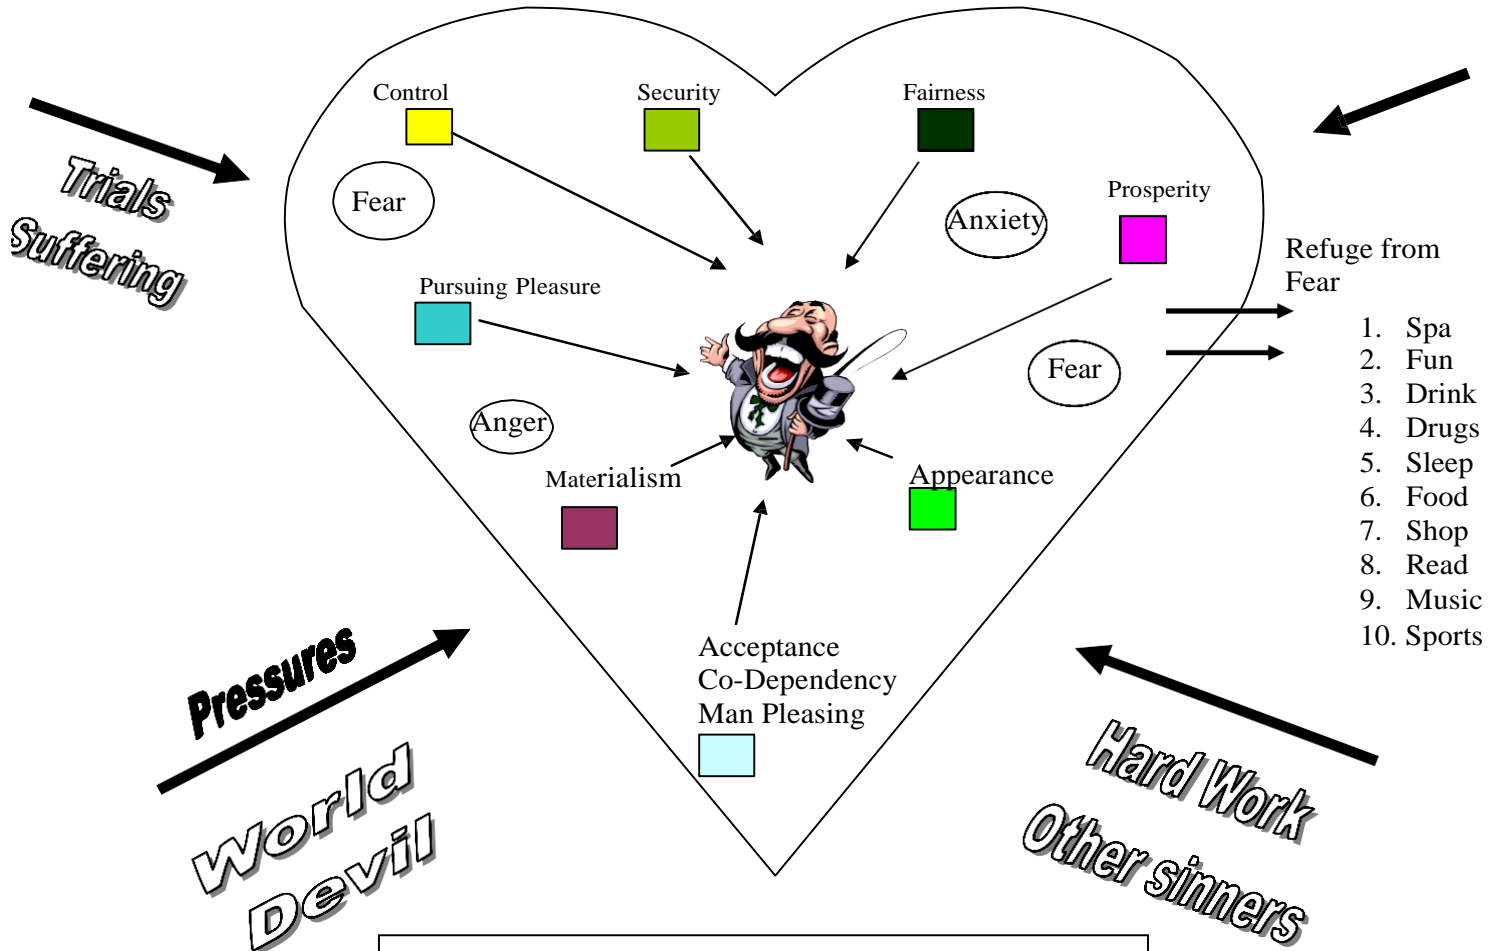 Control
Security
Fairness
Trials
Suffering
Fear
Anxiety
Prosperity
Refuge from
Fear
Pursuing Pleasure
1. Spa
2. Fun
3. Drink
4. Drugs
5. Sleep
6. Food
7. Shop
8. Read
9. Music
10. Sports
Fear
Anger
Materialism
Appearance
Acceptance
Co-Dependency
Man Pleasing
Pressures
World
Devil
Hard Work
Other sinners